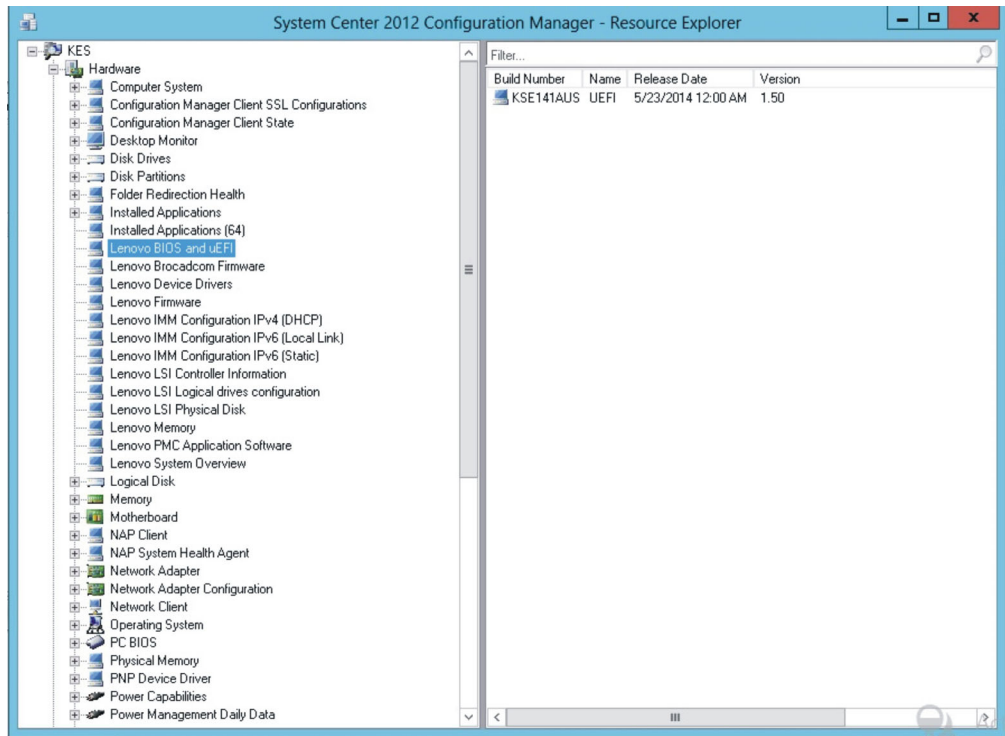 System Center 2012 Configuration Manager - Resource Explorer
KES
Hardware
Computer System
Configuration Manager Client SSL Configurations
Configuration Manager Client State
Desktop Monitor
Disk Drives
Disk Partitions
Folder Redirection Health
Installed Applications
Installed Applications (64)
Lenovo BIOS and uEFI
Lenovo Brocadcom Firmware
Lenovo Device Drivers
Lenovo Firmware
Lenovo IMM Configuration IPv4 (DHCP)
Lenovo IMM Configuration IPv6 (Local Link)
Lenovo IMM Configuration IPv6 (Static)
Lenovo LSI Controller Information
Lenovo LSI Logical drives configuration
Lenovo LSI Physical Disk
Lenovo Memory
Lenovo PMC Application Software
Lenovo System Overview
Logical Disk
Memory
Motherboard
NAP Client
NAP System Health Agent
Network Adapter
Network Adapter Configuration
Network Client
Operating System
PC BIOS
Physical Memory
PNP Device Driver
Power Capabilities
Power Management Daily Data
Filter...
Build Number Name Release Date Version
KSE141AUS UEFI 5/23/2014 12:00 AM 1.50